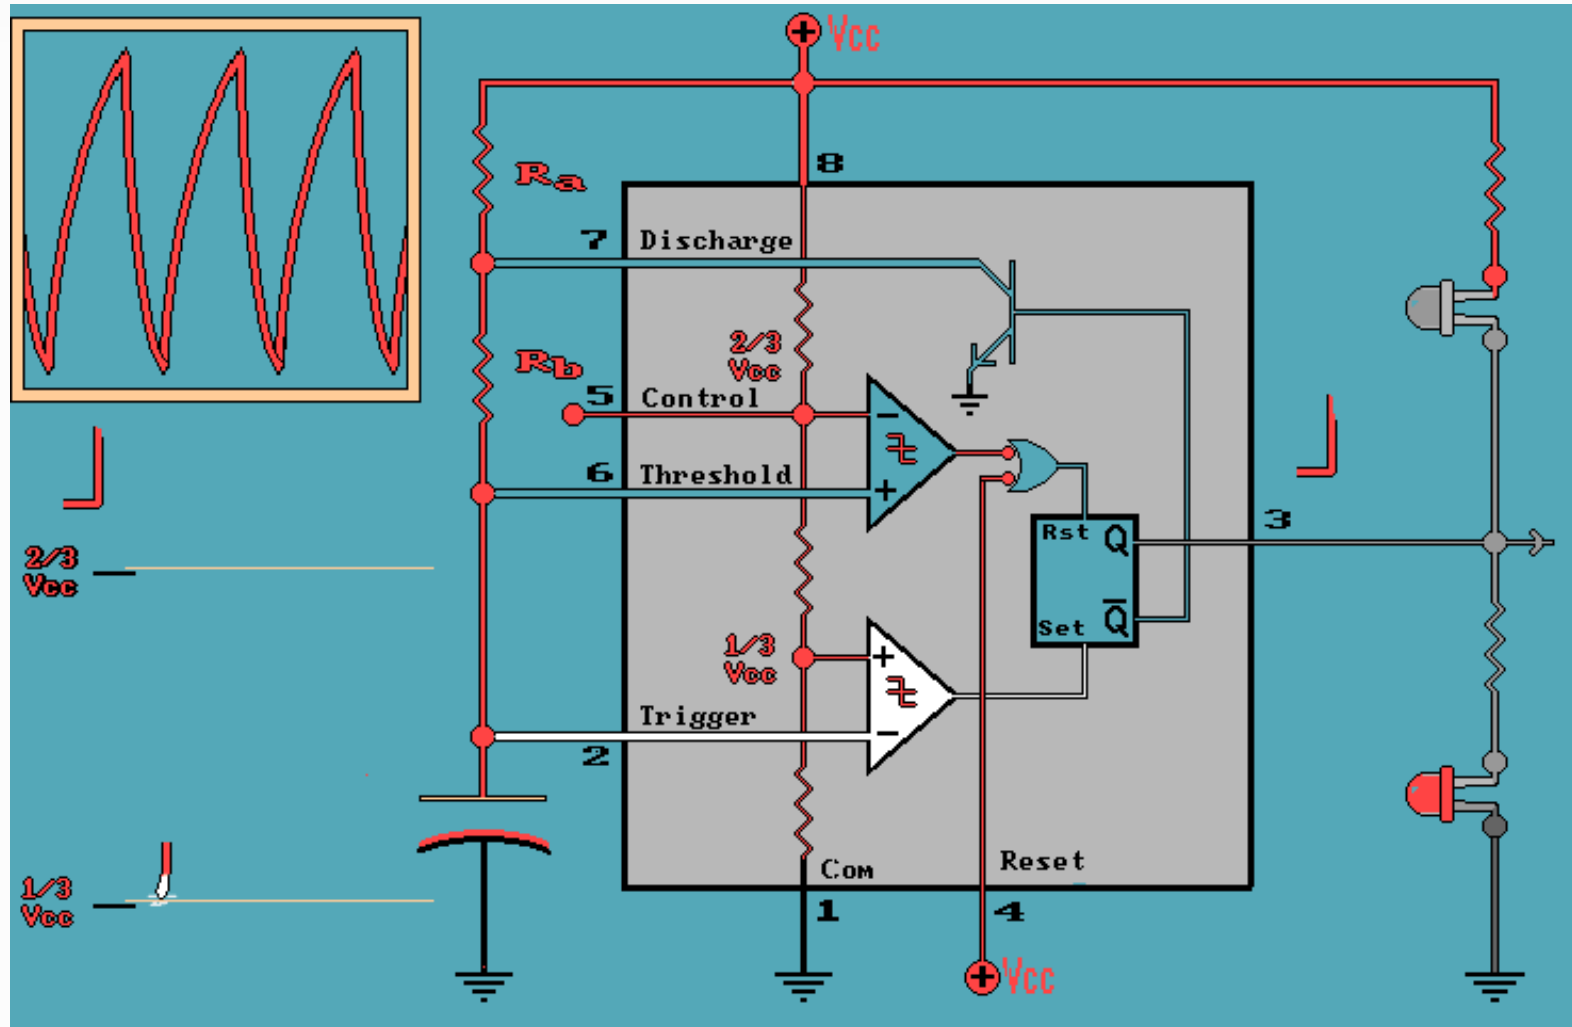 Vcc
8
Ra
7
Discharge
2/3
Vcc
Rb
5
Control
6
Threshold
3
Rst
Q
2/3
Vcc
Q̅
Set
1/3
Vcc
Trigger
2
Com
Reset
1/3
Vcc
1
4
Vcc
+
-
+
+
-
+